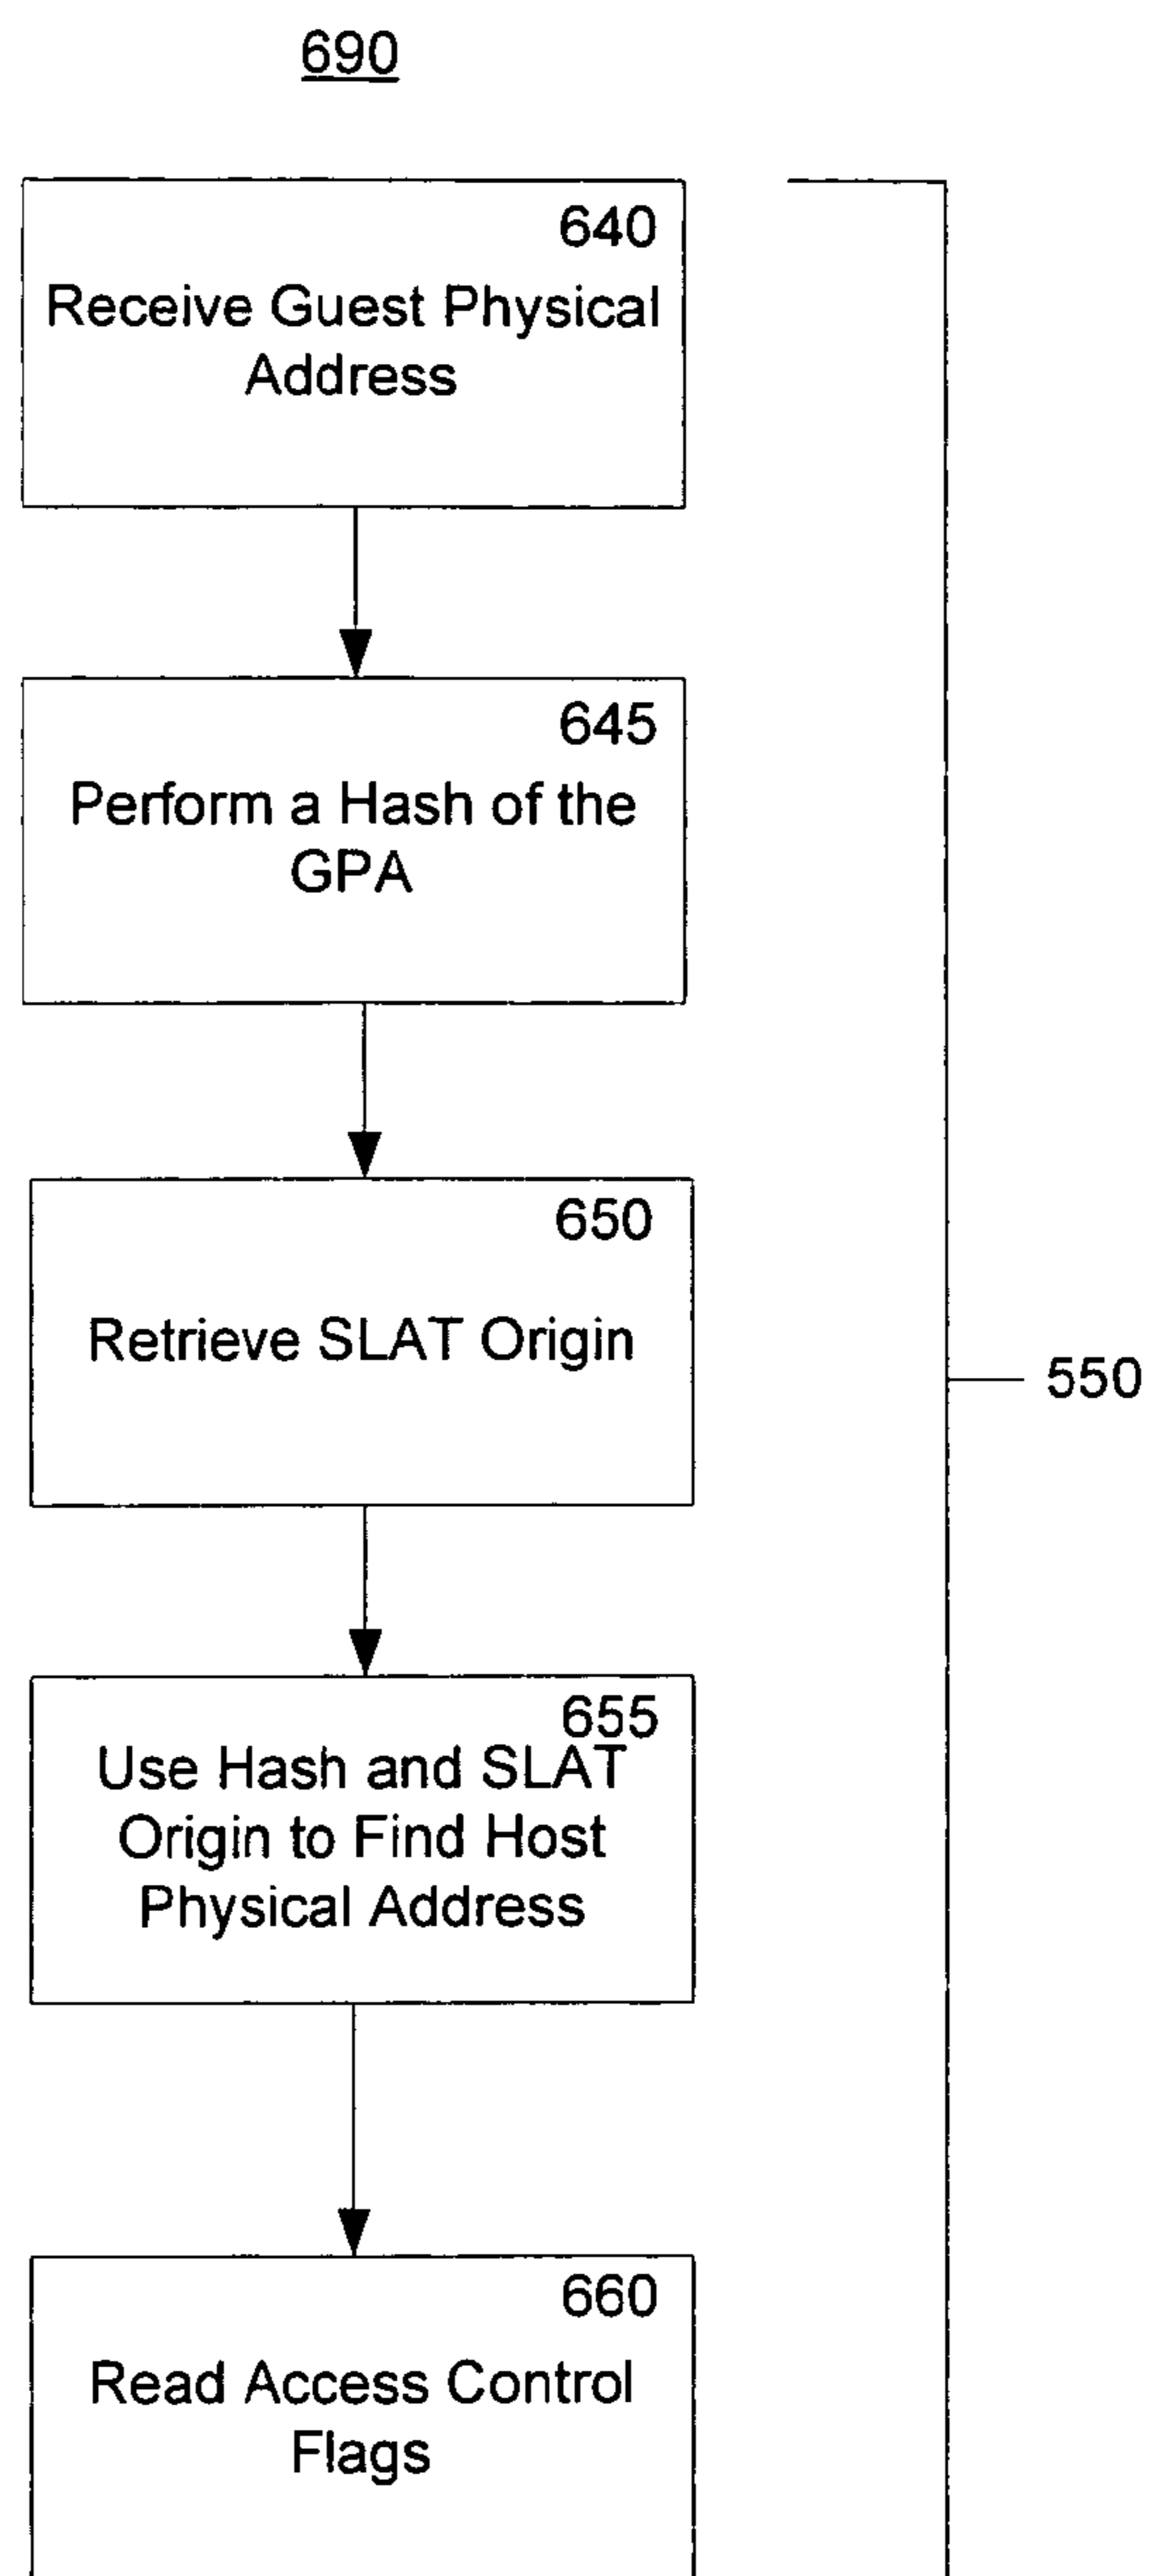 690
640
Receive Guest Physical
Address
645
Perform a Hash of the
GPA
650
Retrieve SLAT Origin
550
655
Use Hash and SLAT
Origin to Find Host
Physical Address
660
Read Access Control
Flags